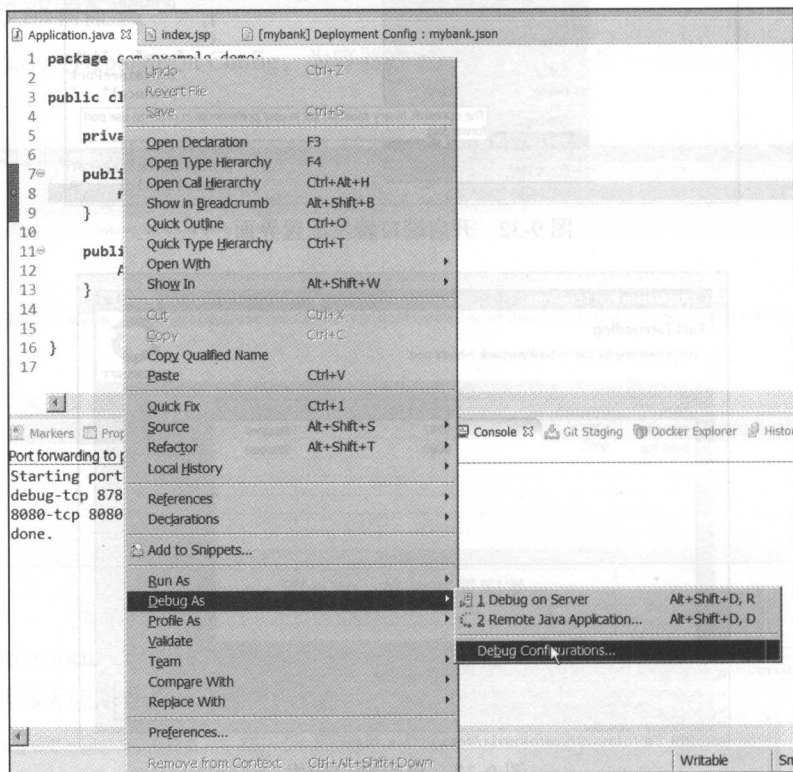 Application.java index.jsp [mybank] Deployment Config : mybank.json
1 package com.example.demo;
2
3 public cl
4
5 priva
6
7 publi
8 r
9 }
10
11 publi
12 A
13 }
14
15
16 }
17
Undo Ctrl+Z
Revert File
Save Ctrl+S
Open Declaration F3
Open Type Hierarchy F4
Open Call Hierarchy Ctrl+Alt+H
Show in Breadcrumb Alt+Shift+B
Quick Outline Ctrl+O
Quick Type Hierarchy Ctrl+T
Open With
Show In Alt+Shift+W
Cut Ctrl+X
Copy Ctrl+C
Copy Qualified Name
Paste Ctrl+V
Quick Fix Ctrl+1
Source Alt+Shift+S
Refactor Alt+Shift+T
Local History
References
Declarations
Add to Snippets...
Run As
Debug As
Profile As
Validate
Team
Compare With
Replace With
Preferences...
Remove from Context Ctrl+Alt+Shift+Down
1 Debug on Server Alt+Shift+D, R
2 Remote Java Application... Alt+Shift+D, D
Debug Configurations...
Markers Prop Console Git Staging Docker Explorer Histor
Port forwarding to p
Starting port
debug-tcp 878
8080-tcp 8080
done.
Writable Sm